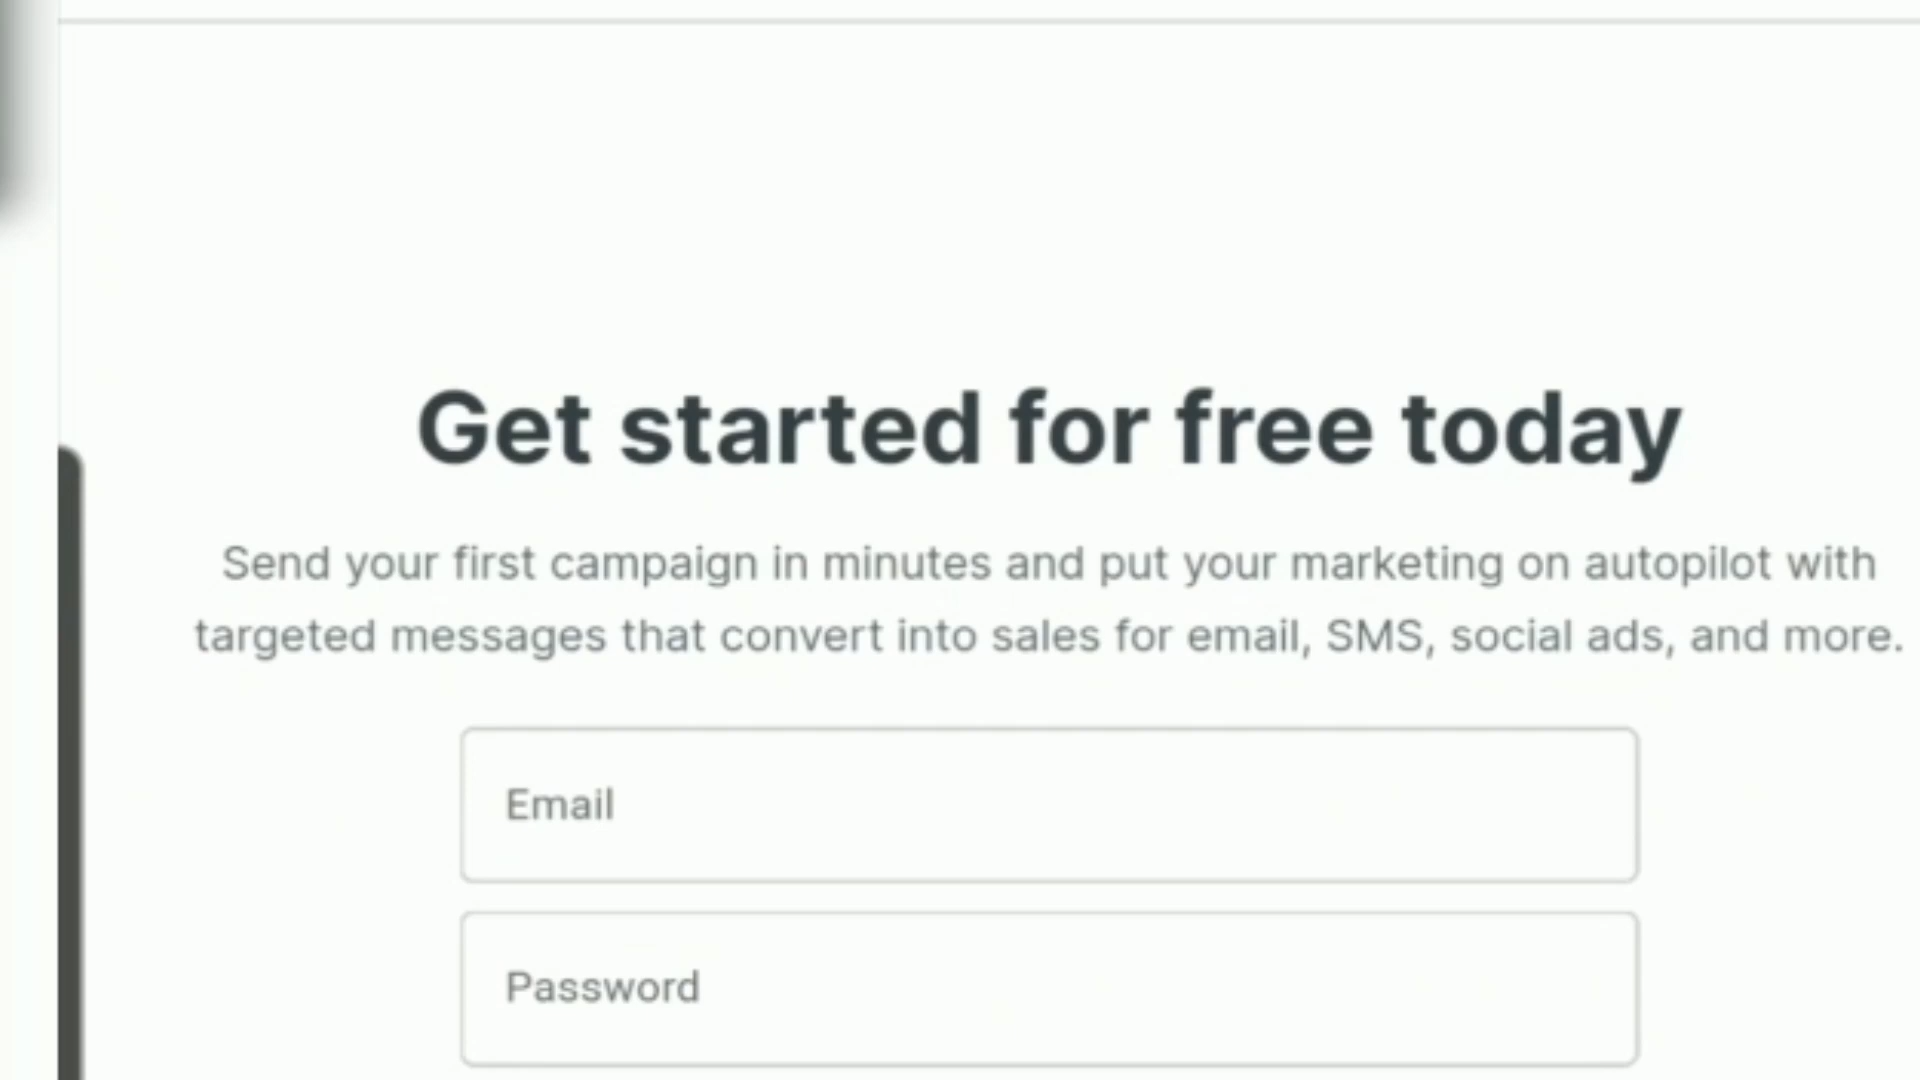 Get started for free today
Send your first campaign in minutes and put your marketing on autopilot with
targeted messages that convert into sales for email, SMS, social ads, and more.
Email
Password